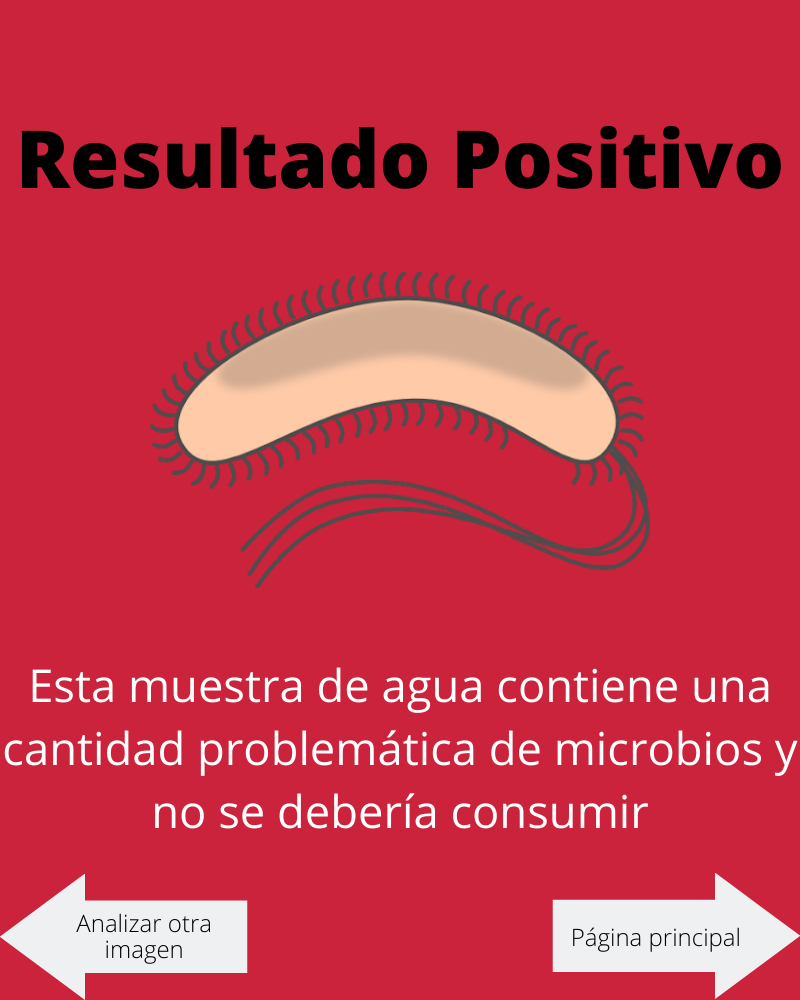 Resultado Positivo
Esta muestra de agua contiene una
cantidad problemática de microbios y
no se debería consumir
Analizar otra
imagen
Página principal